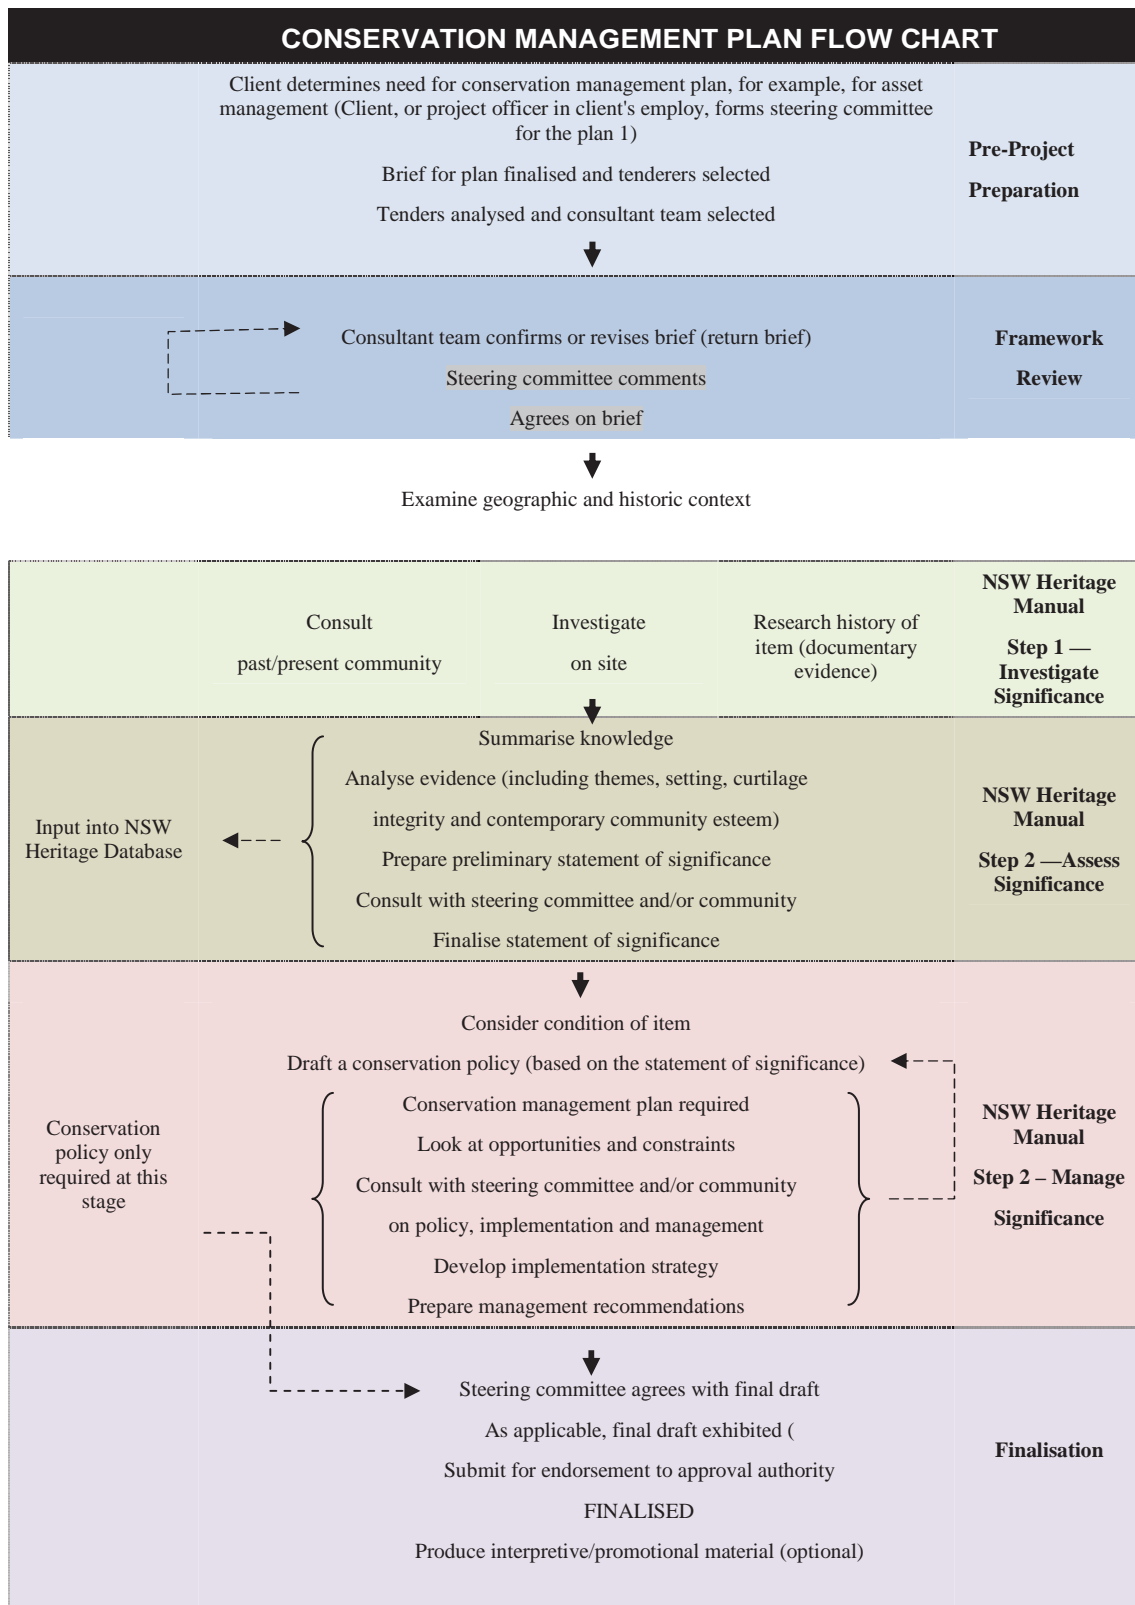 CONSERVATION MANAGEMENT PLAN FLOW CHART
Client determines need for conservation management plan, for example, for asset
management (Client, or project officer in client's employ, forms steering committee
for the plan 1)
Brief for plan finalised and tenderers selected
Tenders analysed and consultant team selected
Pre-Project
Preparation
Consultant team confirms or revises brief (return brief)
Steering committee comments
Agrees on brief
Framework
Review
Examine geographic and historic context
Consult
past/present community
Investigate
on site
Research history of
item (documentary
evidence)
NSW Heritage
Manual
Step 1 —
Investigate
Significance
Input into NSW
Heritage Database
Summarise knowledge
Analyse evidence (including themes, setting, curtilage
integrity and contemporary community esteem)
Prepare preliminary statement of significance
Consult with steering committee and/or community
Finalise statement of significance
NSW Heritage
Manual
Step 2 —Assess
Significance
Conservation
policy only
required at this
stage
Consider condition of item
Draft a conservation policy (based on the statement of significance)
Conservation management plan required
Look at opportunities and constraints
Consult with steering committee and/or community
on policy, implementation and management
Develop implementation strategy
Prepare management recommendations
NSW Heritage
Manual
Step 2 – Manage
Significance
Steering committee agrees with final draft
As applicable, final draft exhibited (
Submit for endorsement to approval authority
FINALISED
Produce interpretive/promotional material (optional)
Finalisation